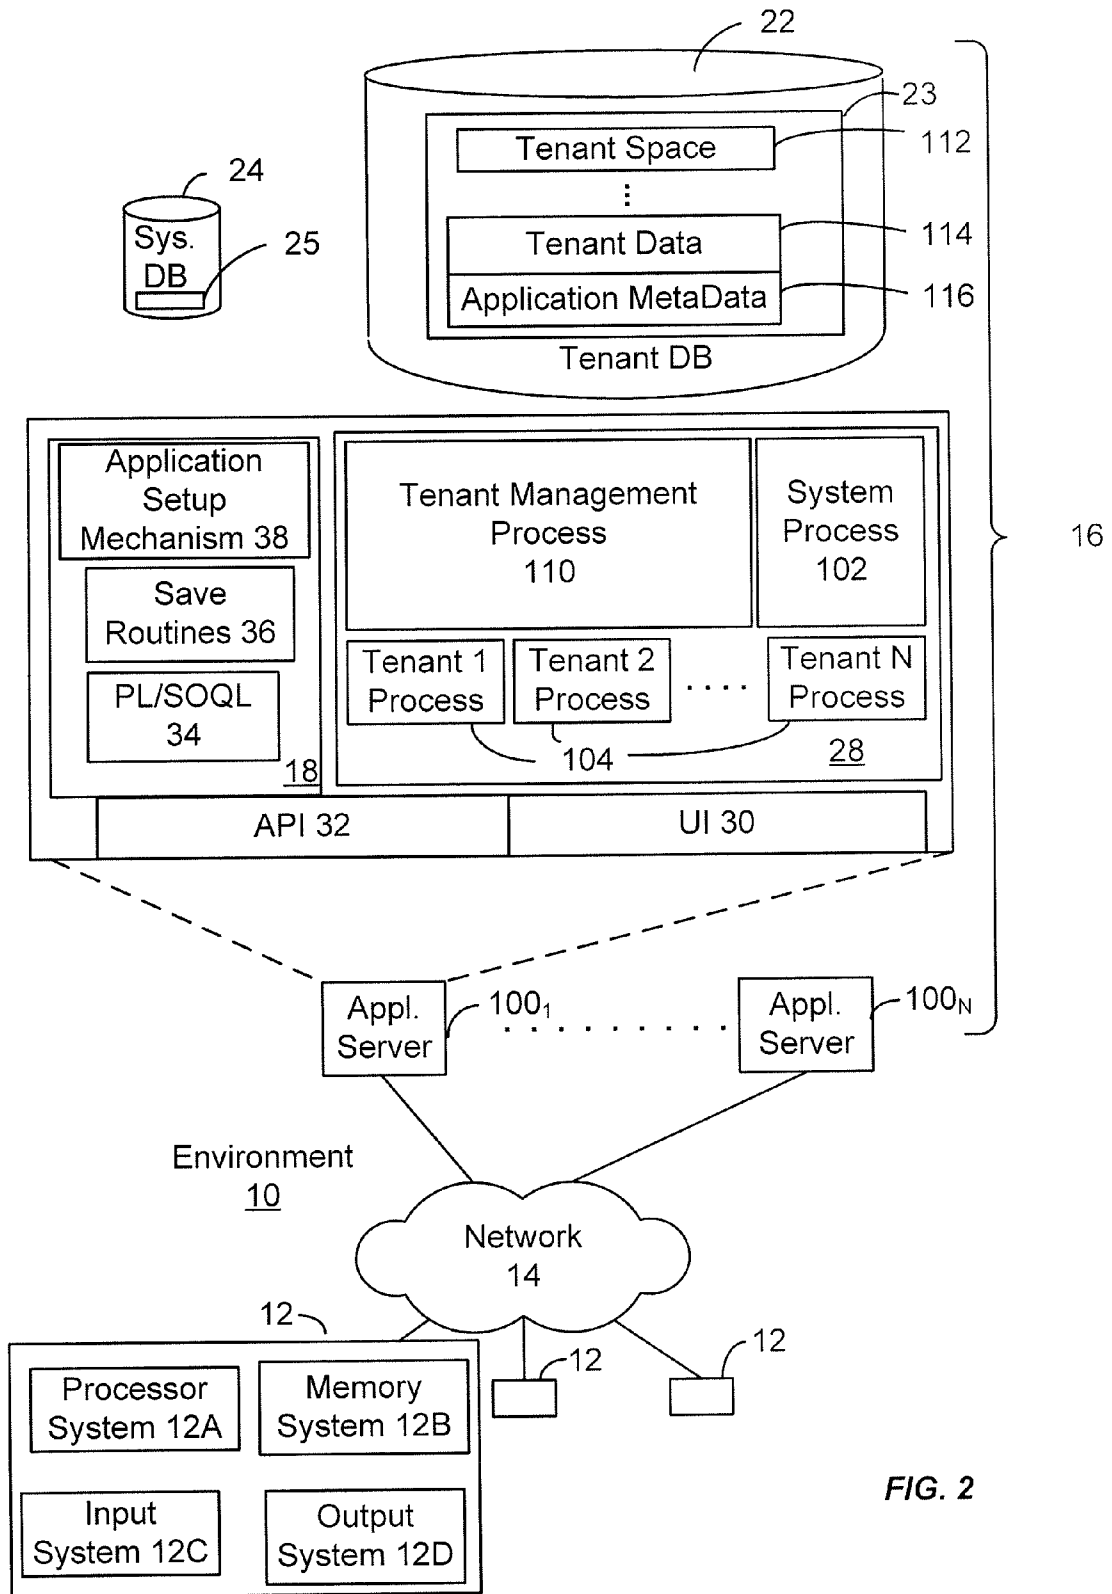 22
23
Tenant Space
112
24
Sys.
DB
25
Tenant Data
114
Application MetaData
116
Tenant DB
Application
Setup
Mechanism 38
Tenant Management
Process
110
System
Process
102
16
Save
Routines 36
Tenant 1
Process
Tenant 2
Process
Tenant N
Process
PL/SOQL
34
18
104
28
API 32
UI 30
Appl.
Server
100₁
Appl.
Server
100N
Environment
10
Network
14
12
12
12
Processor
System 12A
Memory
System 12B
Input
System 12C
Output
System 12D
FIG. 2